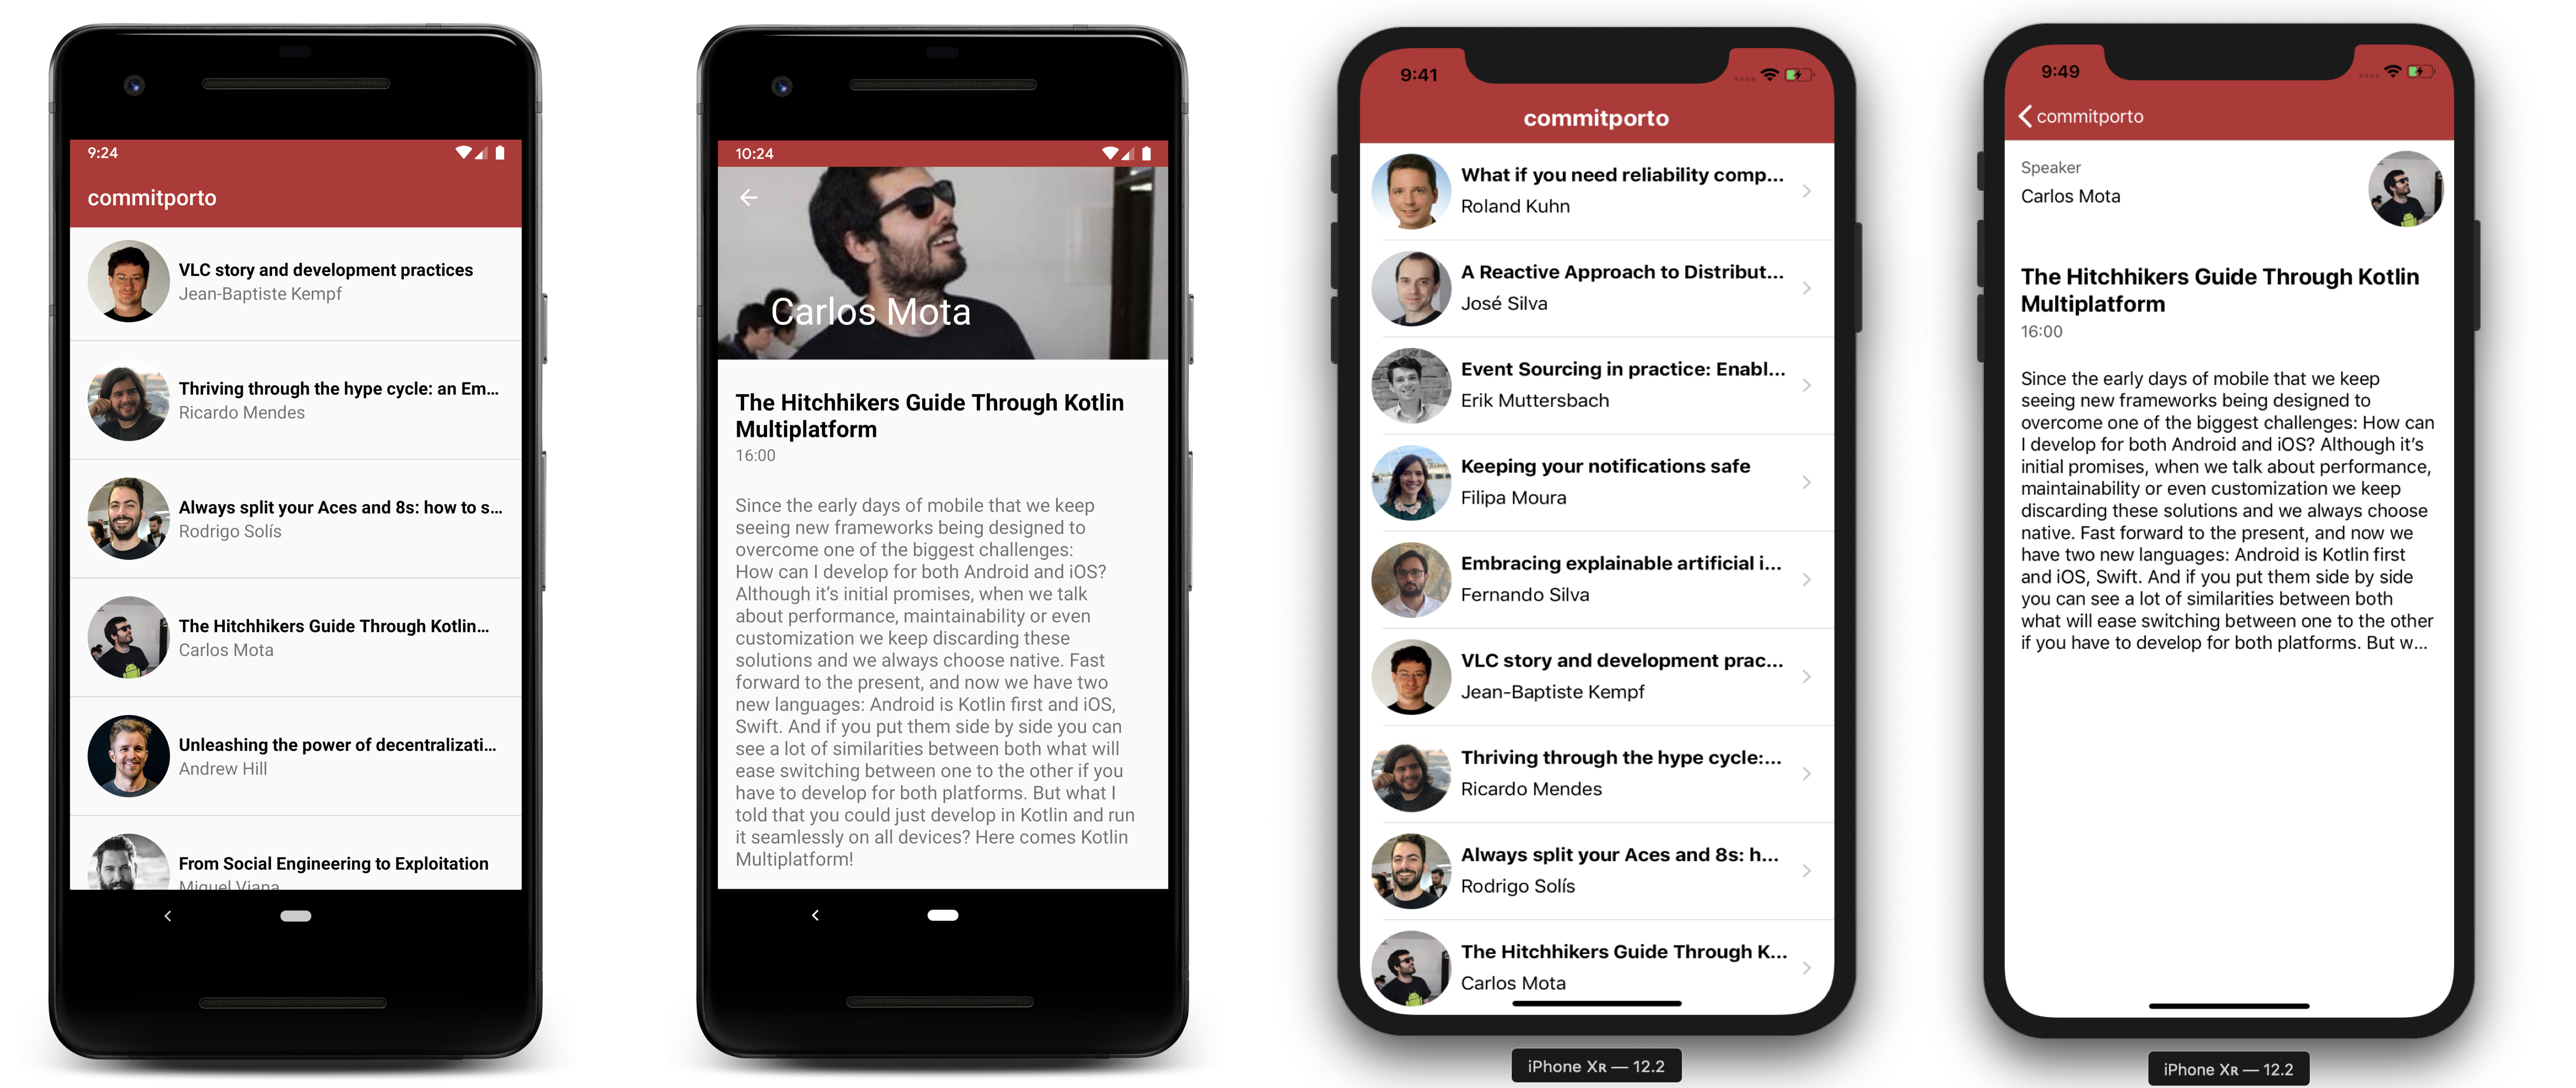 9:24
commitporto
VLC story and development practices
Jean-Baptiste Kempf
Thriving through the hype cycle: an Em...
Ricardo Mendes
Always split your Aces and 8s: how to s...
Rodrigo Solís
The Hitchhikers Guide Through Kotlin...
Carlos Mota
Unleashing the power of decentralizati...
Andrew Hill
From Social Engineering to Exploitation
Miguel Viana
10:24
Carlos Mota
The Hitchhikers Guide Through Kotlin
Multiplatform
16:00
Since the early days of mobile that we keep
seeing new frameworks being designed to
overcome one of the biggest challenges:
How can I develop for both Android and iOS?
Although it's initial promises, when we talk
about performance, maintainability or even
customization we keep discarding these
solutions and we always choose native. Fast
forward to the present, and now we have two
new languages: Android is Kotlin first and iOS,
Swift. And if you put them side by side you can
see a lot of similarities between both what will
ease switching between one to the other if you
have to develop for both platforms. But what I
told that you could just develop in Kotlin and run
it seamlessly on all devices? Here comes Kotlin
Multiplatform!
9:41
commitporto
What if you need reliability comp...
Roland Kuhn
A Reactive Approach to Distribut...
José Silva
Event Sourcing in practice: Enabl...
Erik Muttersbach
Keeping your notifications safe
Filipa Moura
Embracing explainable artificial i...
Fernando Silva
VLC story and development prac...
Jean-Baptiste Kempf
Thriving through the hype cycle:...
Ricardo Mendes
Always split your Aces and 8s: h...
Rodrigo Solís
The Hitchhikers Guide Through K...
Carlos Mota
iPhone Xʀ — 12.2
9:49
commitporto
Speaker
Carlos Mota
The Hitchhikers Guide Through Kotlin
Multiplatform
16:00
Since the early days of mobile that we keep
seeing new frameworks being designed to
overcome one of the biggest challenges: How can
I develop for both Android and iOS? Although it's
initial promises, when we talk about performance,
maintainability or even customization we keep
discarding these solutions and we always choose
native. Fast forward to the present, and now we
have two new languages: Android is Kotlin first
and iOS, Swift. And if you put them side by side
you can see a lot of similarities between both
what will ease switching between one to the other
if you have to develop for both platforms. But w...
iPhone Xʀ — 12.2